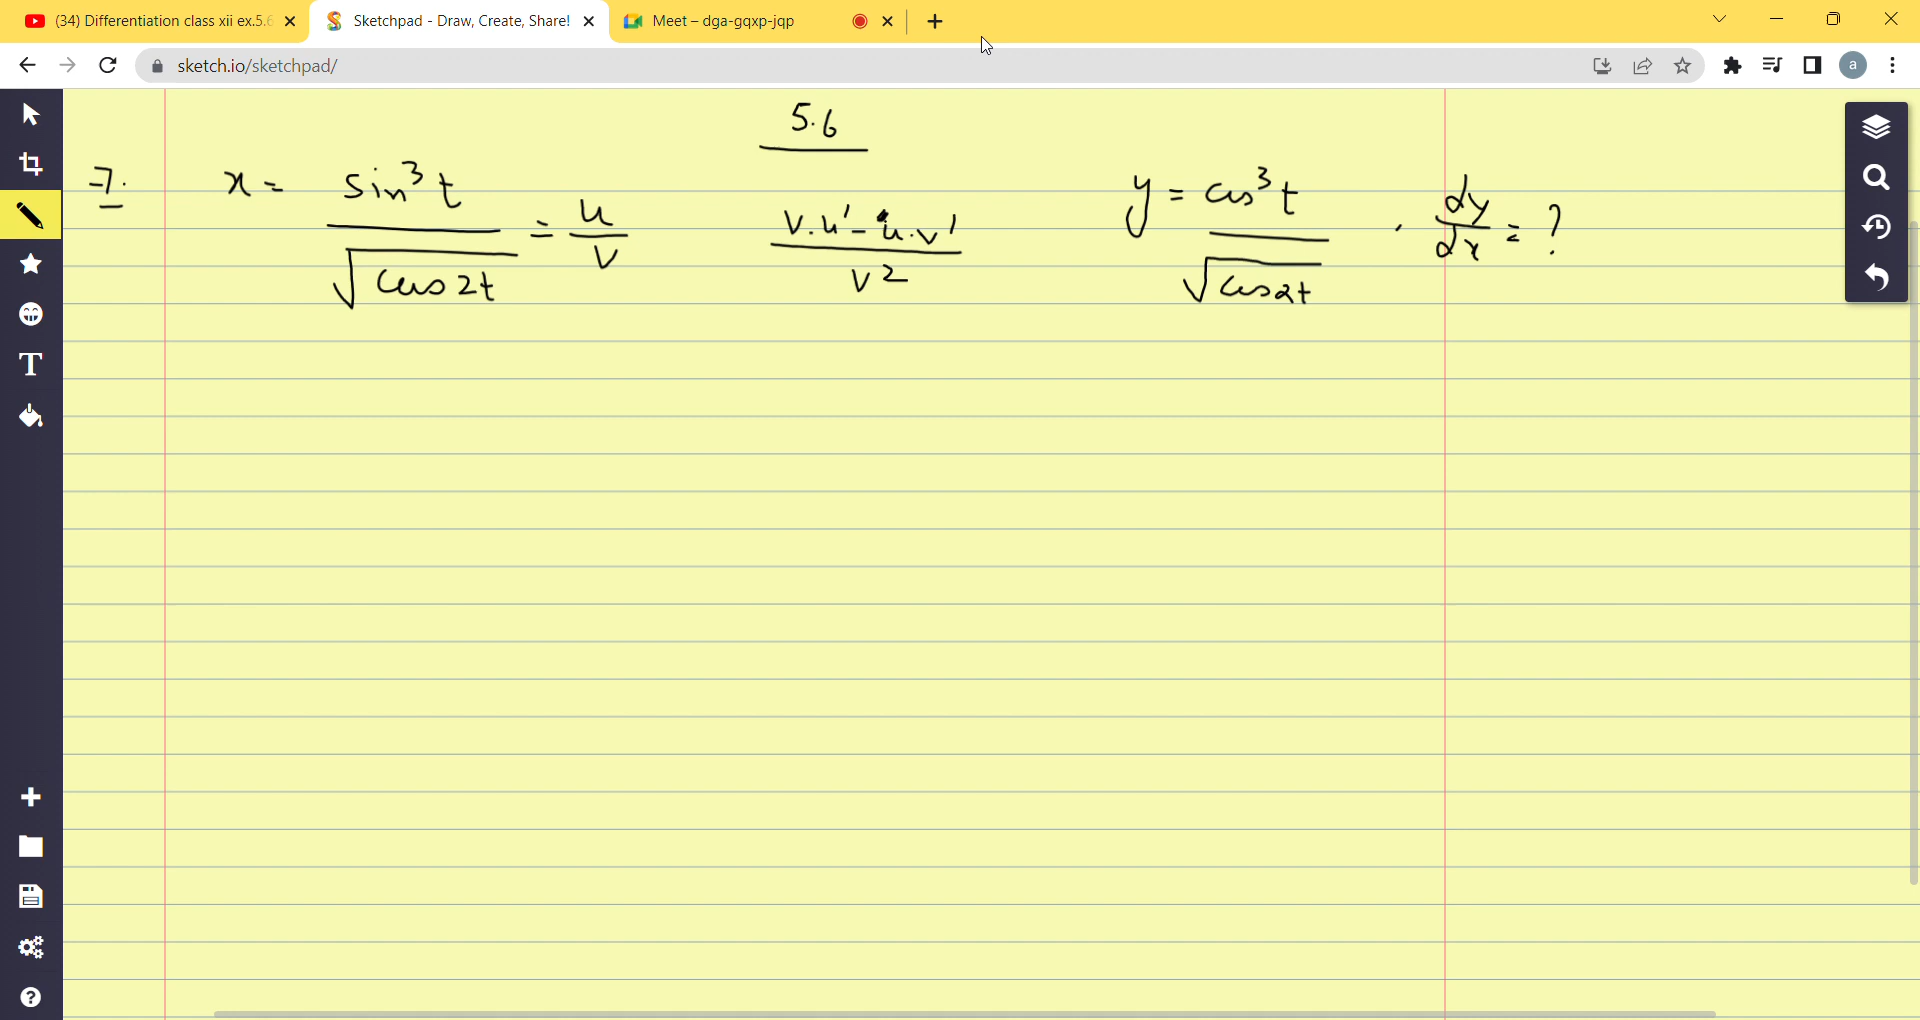 (34) Differentiation class xii ex.5.6
Sketchpad - Draw, Create, Share!
Meet – dga-gqxp-jqp
sketch.io/sketchpad/
a
T
5.6
7. x = sin³t / √cos 2t = u/v v.u' - u.v' / v² y = cos³t / √cos2t , dy/dx = ?